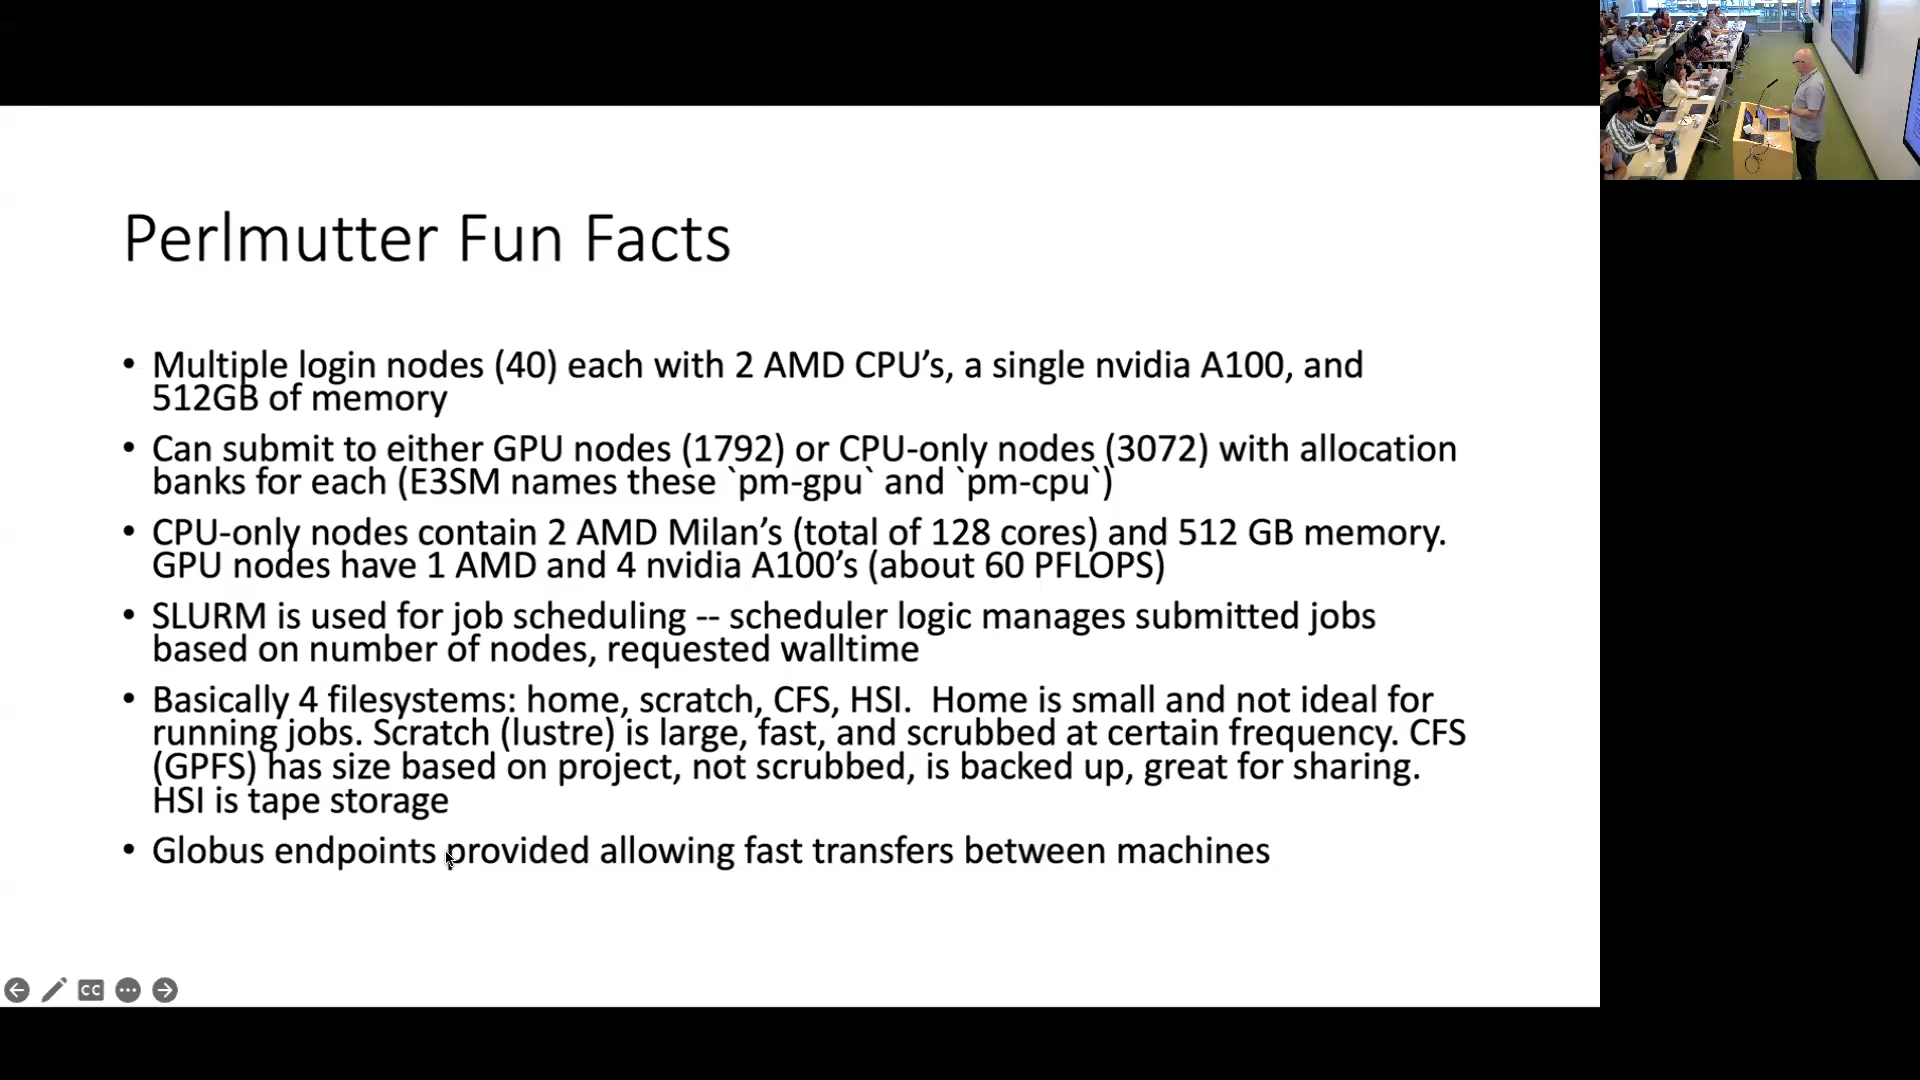 Perlmutter Fun Facts
• Multiple login nodes (40) each with 2 AMD CPU’s, a single nvidia A100, and
512GB of memory
• Can submit to either GPU nodes (1792) or CPU-only nodes (3072) with allocation
banks for each (E3SM names these `pm-gpu` and `pm-cpu`)
• CPU-only nodes contain 2 AMD Milan’s (total of 128 cores) and 512 GB memory.
GPU nodes have 1 AMD and 4 nvidia A100’s (about 60 PFLOPS)
• SLURM is used for job scheduling -- scheduler logic manages submitted jobs
based on number of nodes, requested walltime
• Basically 4 filesystems: home, scratch, CFS, HSI.  Home is small and not ideal for
running jobs. Scratch (lustre) is large, fast, and scrubbed at certain frequency. CFS
(GPFS) has size based on project, not scrubbed, is backed up, great for sharing.
HSI is tape storage
• Globus endpoints provided allowing fast transfers between machines
CC